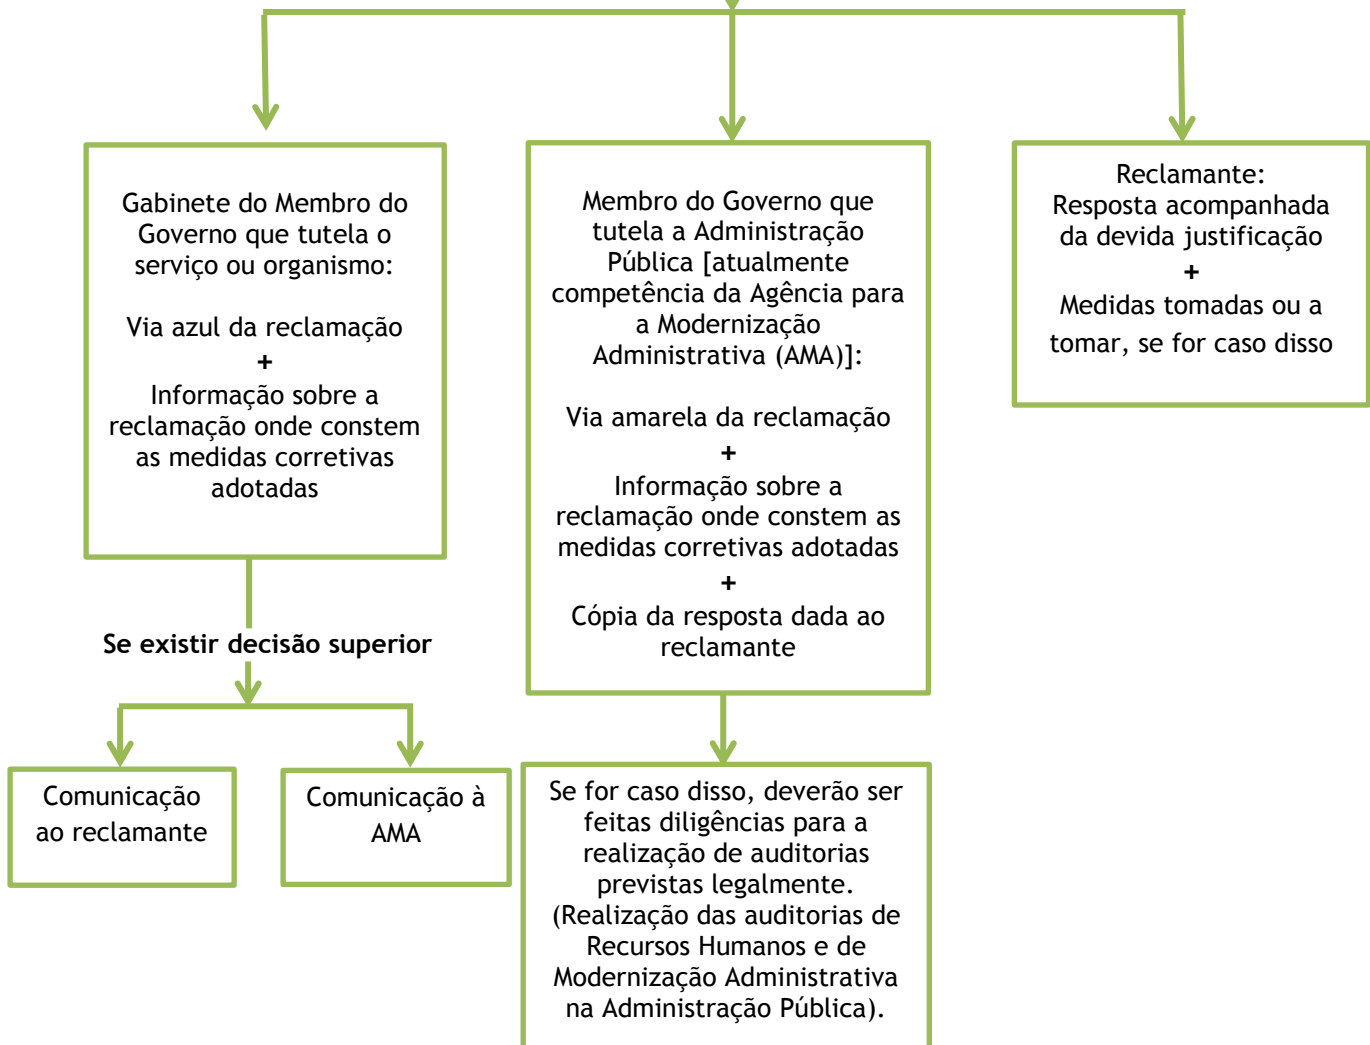 Gabinete do Membro do
Governo que tutela o
serviço ou organismo:
Via azul da reclamação
+
Informação sobre a
reclamação onde constem
as medidas corretivas
adotadas
Membro do Governo que
tutela a Administração
Pública [atualmente
competência da Agência para
a Modernização
Administrativa (AMA)]:
Via amarela da reclamação
+
Informação sobre a
reclamação onde constem as
medidas corretivas adotadas
+
Cópia da resposta dada ao
reclamante
Reclamante:
Resposta acompanhada
da devida justificação
+
Medidas tomadas ou a
tomar, se for caso disso
Se existir decisão superior
Comunicação
ao reclamante
Comunicação à
AMA
Se for caso disso, deverão ser
feitas diligências para a
realização de auditorias
previstas legalmente.
(Realização das auditorias de
Recursos Humanos e de
Modernização Administrativa
na Administração Pública).